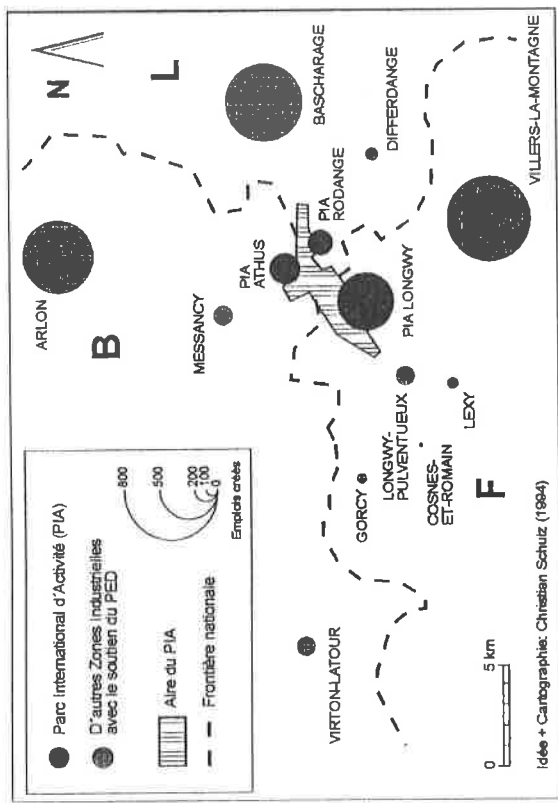 Parc International d´Activité (PIA)
D´autres Zones Industrielles
avec le soutien du PED
Aire du PIA
Frontière nationale
800
500
200
100
0
Emplois créés
ARLON
N
B
L
MESSANCY
BASCHARAGE
PIA
ATHUS
PIA
RODANGE
DIFFERDANGE
VIRTON-LATOUR
GORCY
PIA LONGWY
LONGWY-
PULVENTUEUX
COSNES-
ET-ROMAIN
LEXY
F
VILLERS-LA-MONTAGNE
0
5 km
Idée + Cartographie: Christian Schulz (1994)